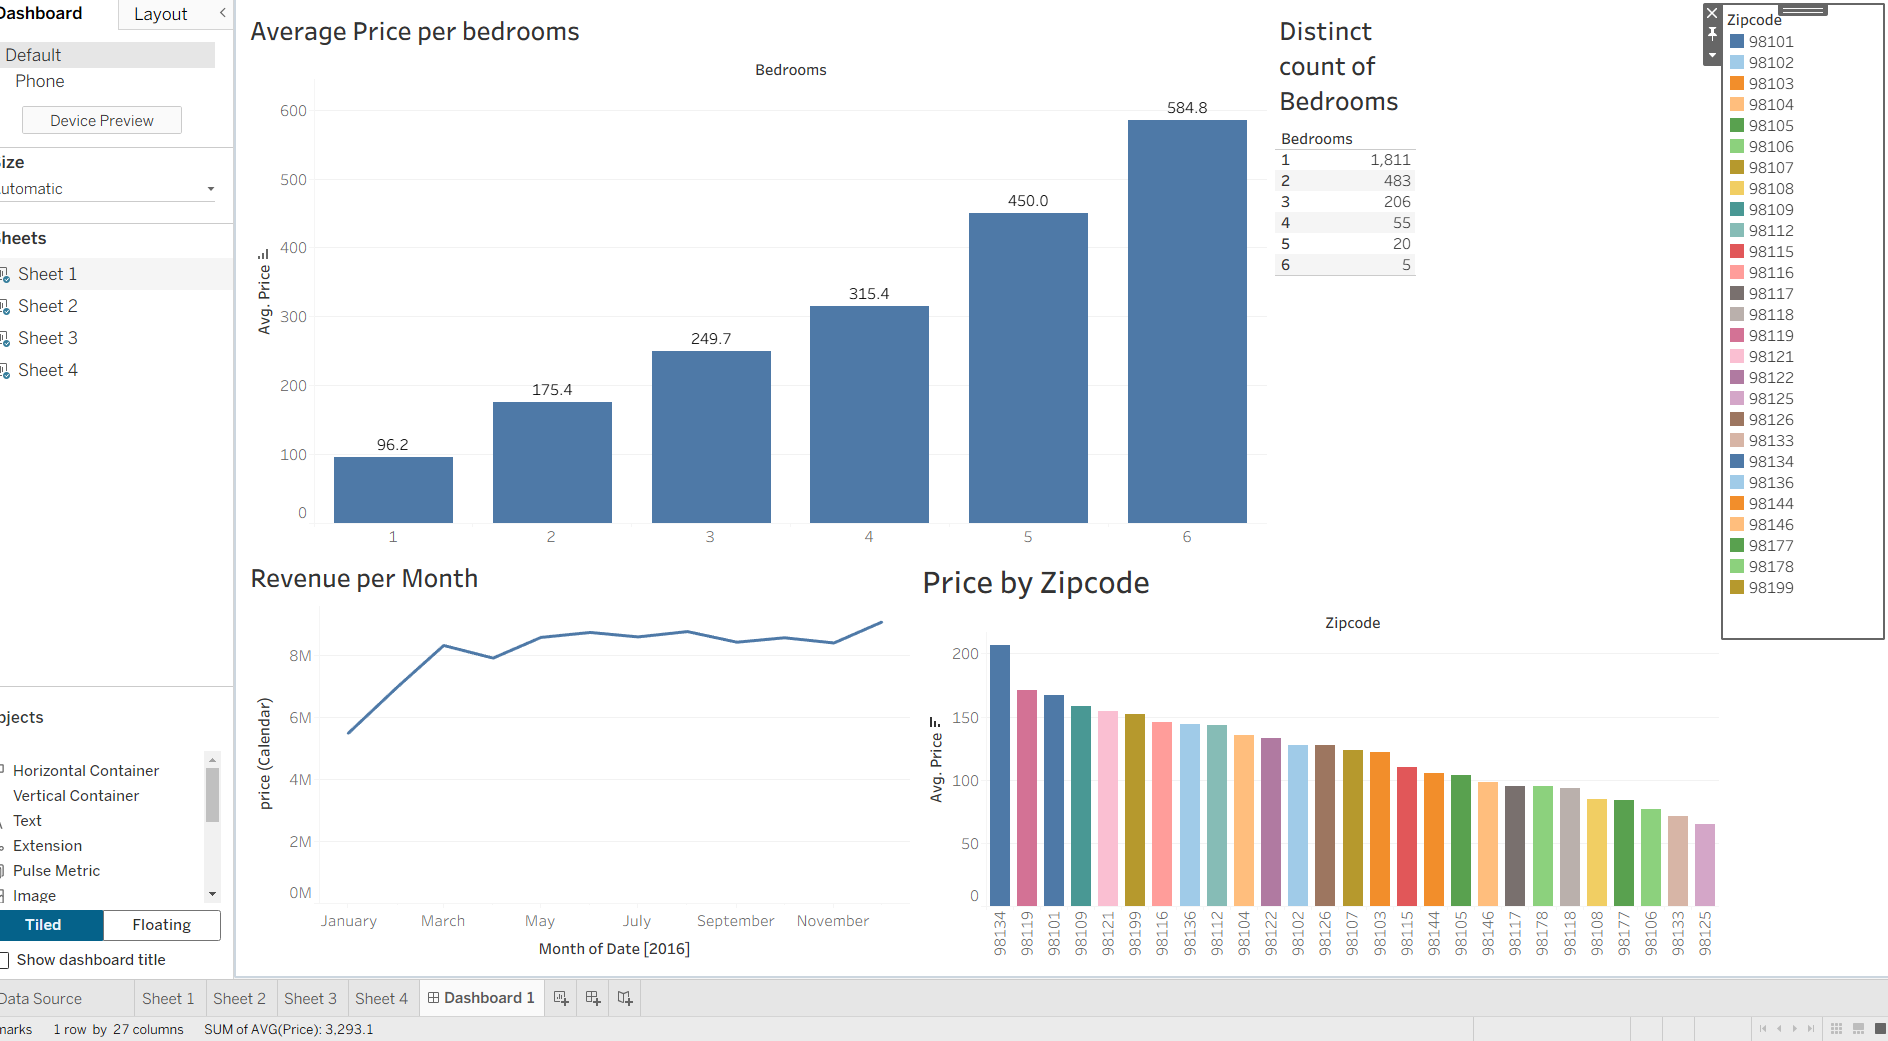 Dashboard
Layout
Default
Phone
Device Preview
ize
utomatic
heets
Sheet 1
Sheet 2
Sheet 3
Sheet 4
bjects
Horizontal Container
Vertical Container
Text
Extension
Pulse Metric
Image
Tiled
Floating
Show dashboard title
Average Price per bedrooms
Bedrooms
Avg. Price
600
500
400
300
200
100
0
96.2
175.4
249.7
315.4
450.0
584.8
1
2
3
4
5
6
Distinct
count of
Bedrooms
Bedrooms
1 1,811
2 483
3 206
4 55
5 20
6 5
Revenue per Month
price (Calendar)
8M
6M
4M
2M
0M
January
March
May
July
September
November
Month of Date [2016]
Price by Zipcode
Zipcode
Avg. Price
200
150
100
50
0
98134
98119
98101
98109
98121
98199
98116
98136
98112
98104
98122
98102
98126
98107
98103
98115
98144
98105
98146
98117
98178
98118
98108
98177
98106
98133
98125
Zipcode
98101
98102
98103
98104
98105
98106
98107
98108
98109
98112
98115
98116
98117
98118
98119
98121
98122
98125
98126
98133
98134
98136
98144
98146
98177
98178
98199
Data Source
Sheet 1
Sheet 2
Sheet 3
Sheet 4
Dashboard 1
marks
1 row by 27 columns
SUM of AVG(Price): 3,293.1